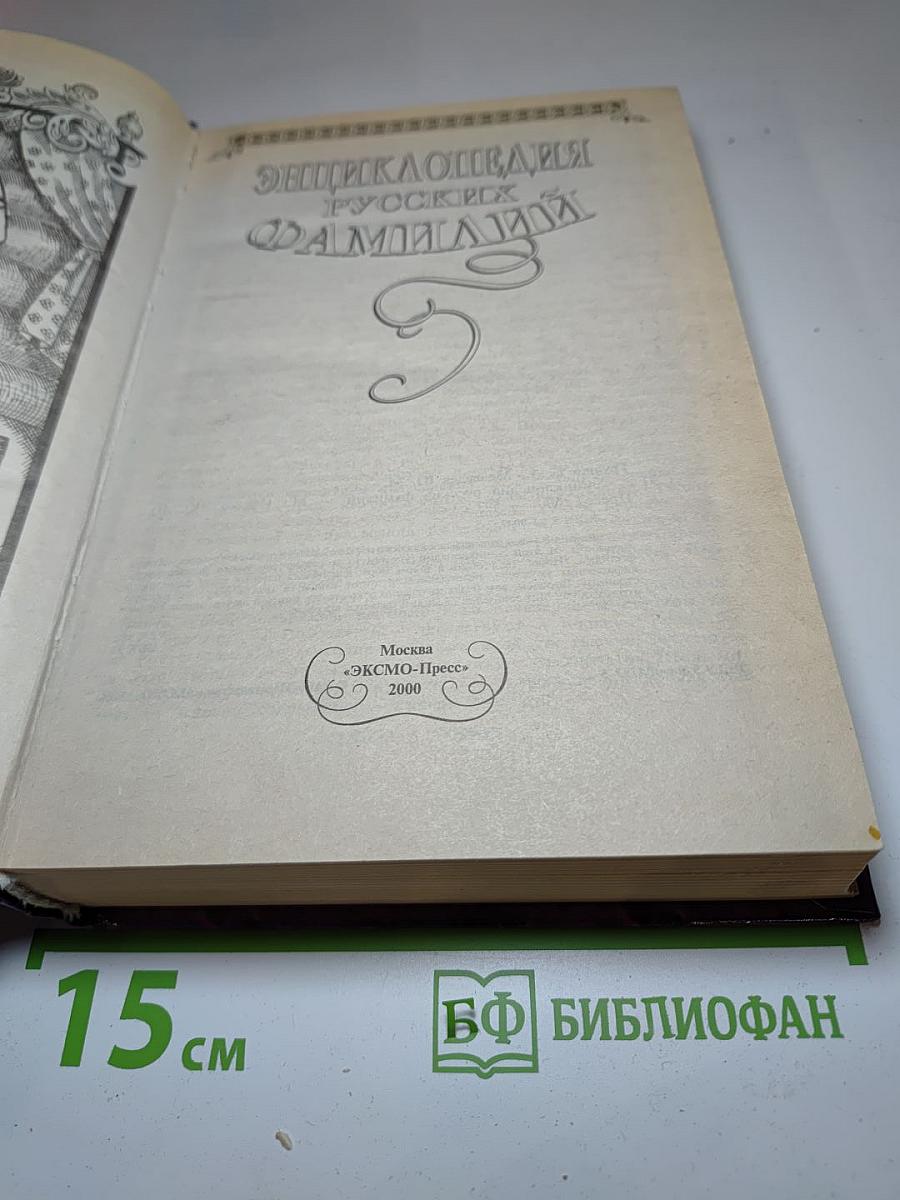 ЭНЦИКЛОПЕДИЯ
РУССКИХ
ФАМИЛИЙ
Москва
«ЭКСМО-Пресс»
2000
15 см
БФ БИБЛИОФАН